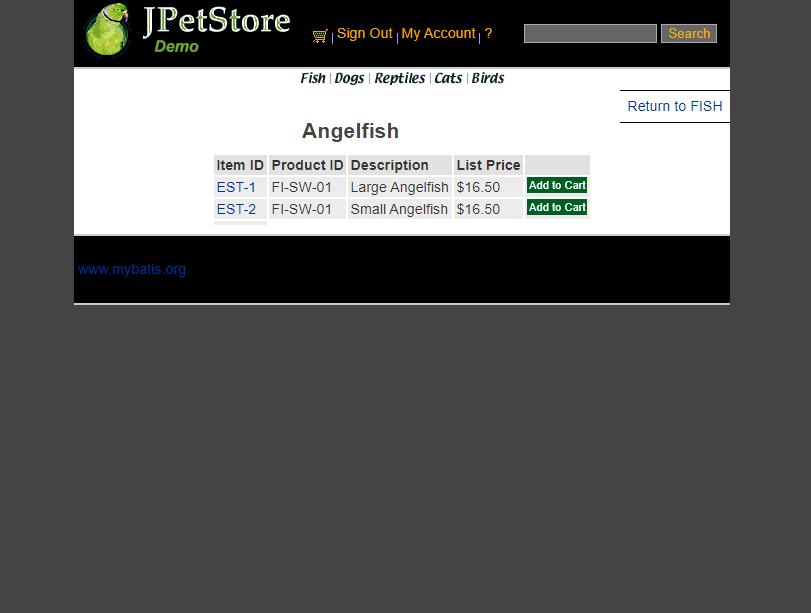 JPetStore
Demo
Sign Out | My Account | ?
Search
Fish | Dogs | Reptiles | Cats | Birds
Return to FISH
Angelfish
Item ID Product ID Description List Price
EST-1 FI-SW-01 Large Angelfish $16.50 Add to Cart
EST-2 FI-SW-01 Small Angelfish $16.50 Add to Cart
www.mybatis.org